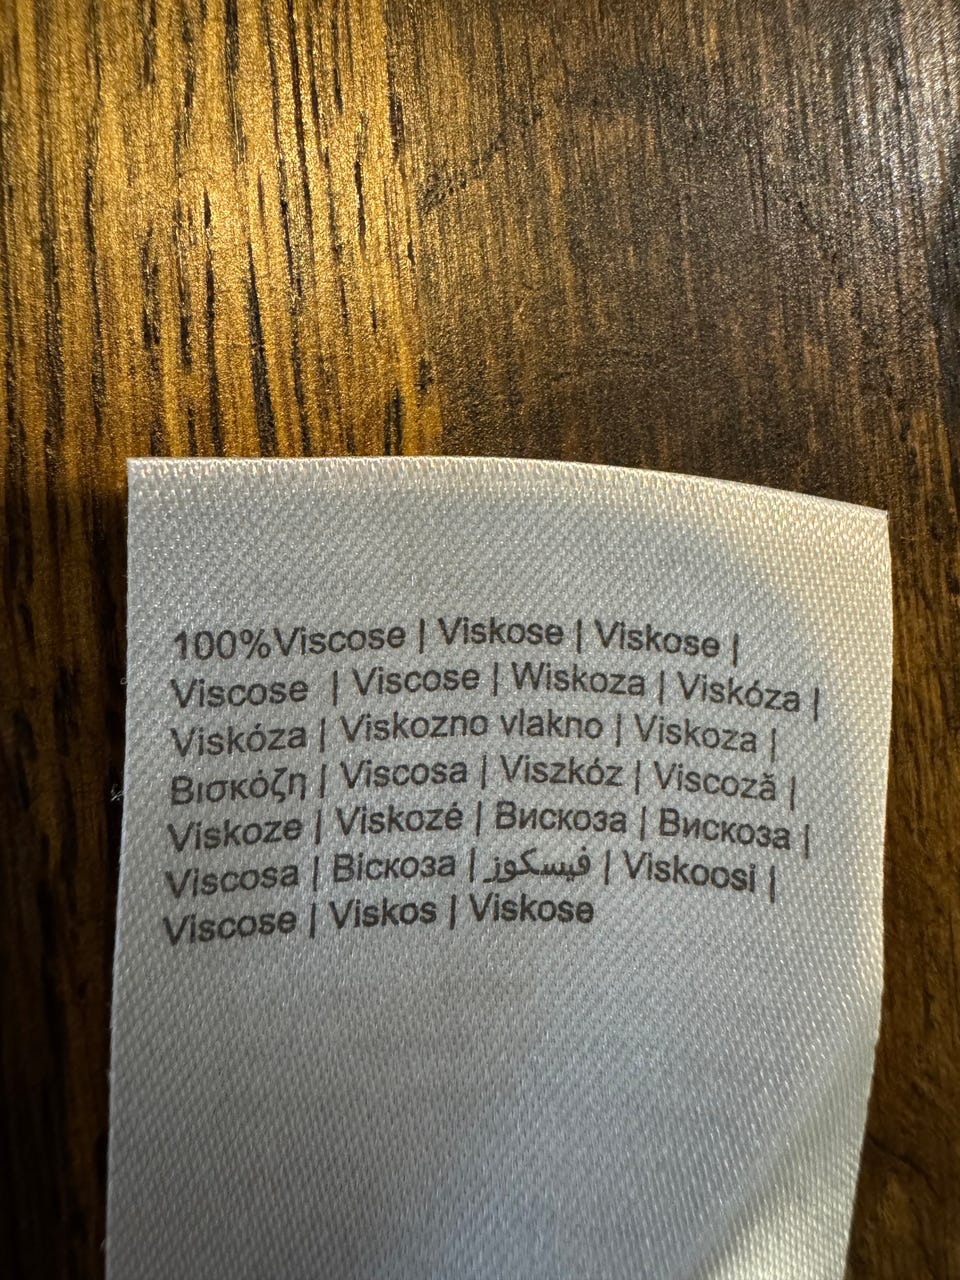 100%Viscose | Viskose | Viskose |
Viscose | Viscose | Wiskoza | Viskóza |
Viskóza | Viskozno vlakno | Viskoza |
Βισκόζη | Viscosa | Viszkóz | Viscoză |
Viskoze | Viskozé | Вискоза | Вискоза |
Viscosa | Віскоза | فيسكوز | Viskoosi |
Viscose | Viskos | Viskose